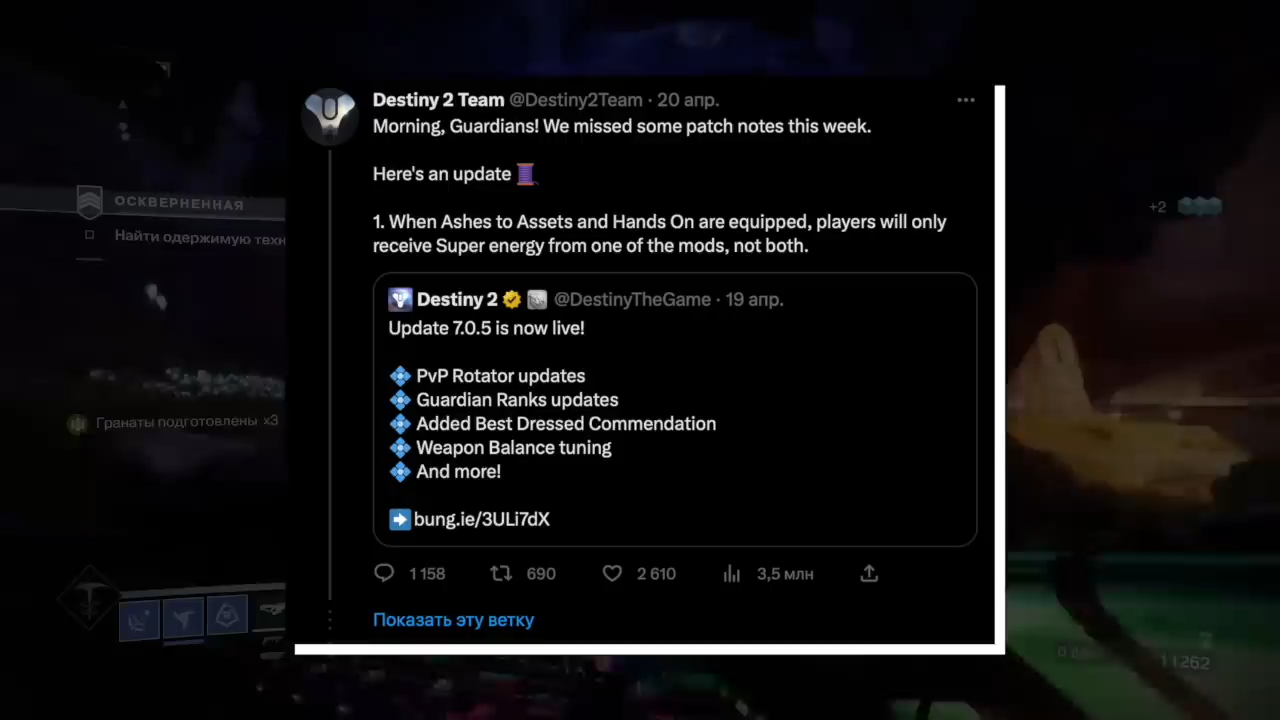 Destiny 2 Team @Destiny2Team · 20 апр.
Morning, Guardians! We missed some patch notes this week.
Here's an update
1. When Ashes to Assets and Hands On are equipped, players will only
receive Super energy from one of the mods, not both.
Destiny 2 @DestinyTheGame · 19 апр.
Update 7.0.5 is now live!
PvP Rotator updates
Guardian Ranks updates
Added Best Dressed Commendation
Weapon Balance tuning
And more!
bung.ie/3ULi7dX
1 158 690 2 610 3,5 млн
Показать эту ветку
ОСКВЕРНЕННАЯ
Найти одержимую
Гранаты подготовлены x3
+2
11262